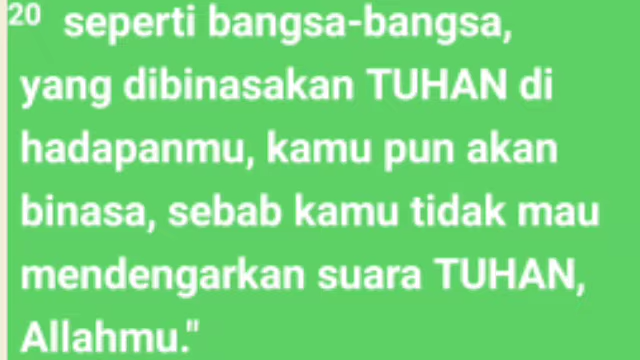 20 seperti bangsa-bangsa,
yang dibinasakan TUHAN di
hadapanmu, kamu pun akan
binasa, sebab kamu tidak mau
mendengarkan suara TUHAN,
Allahmu."